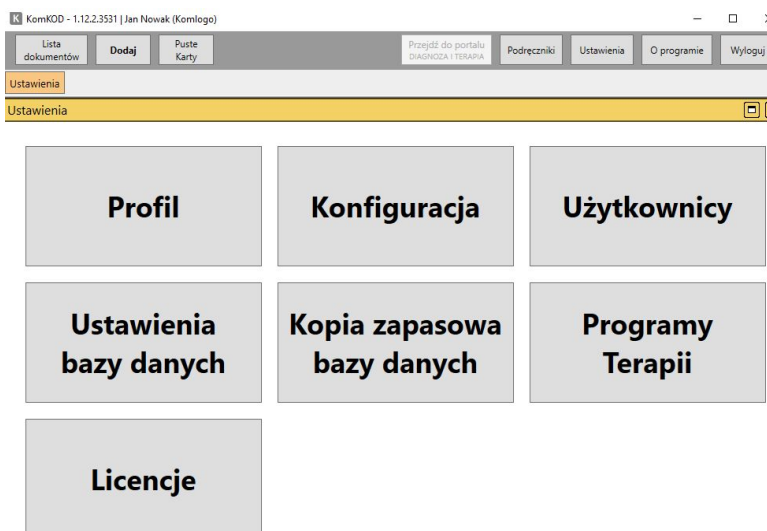 K KomKOD - 1.12.2.3531 | Jan Nowak (Komlogo)
Lista
dokumentów
Dodaj
Puste
Karty
Przejdź do portalu
DIAGNOZA I TERAPIA
Podręczniki
Ustawienia
O programie
Wyloguj
Ustawienia
Ustawienia
Profil
Konfiguracja
Użytkownicy
Ustawienia
bazy danych
Kopia zapasowa
bazy danych
Programy
Terapii
Licencje